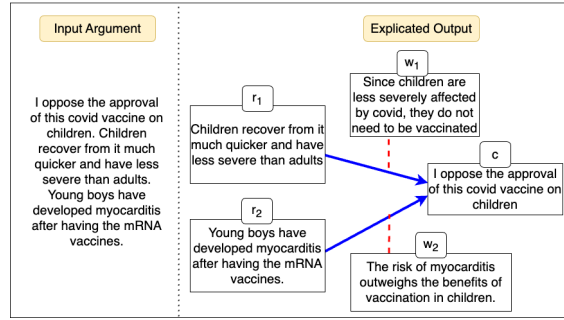 Input Argument
I oppose the approval
of this covid vaccine on
children. Children
recover from it much
quicker and have less
severe than adults.
Young boys have
developed myocarditis
after having the mRNA
vaccines.
Explicated Output
r1
Children recover from it
much quicker and have
less severe than adults
r2
Young boys have
developed myocarditis
after having the mRNA
vaccines.
w1
Since children are
less severely affected
by covid, they do not
need to be vaccinated
c
I oppose the approval
of this covid vaccine on
children
w2
The risk of myocarditis
outweighs the benefits of
vaccination in children.